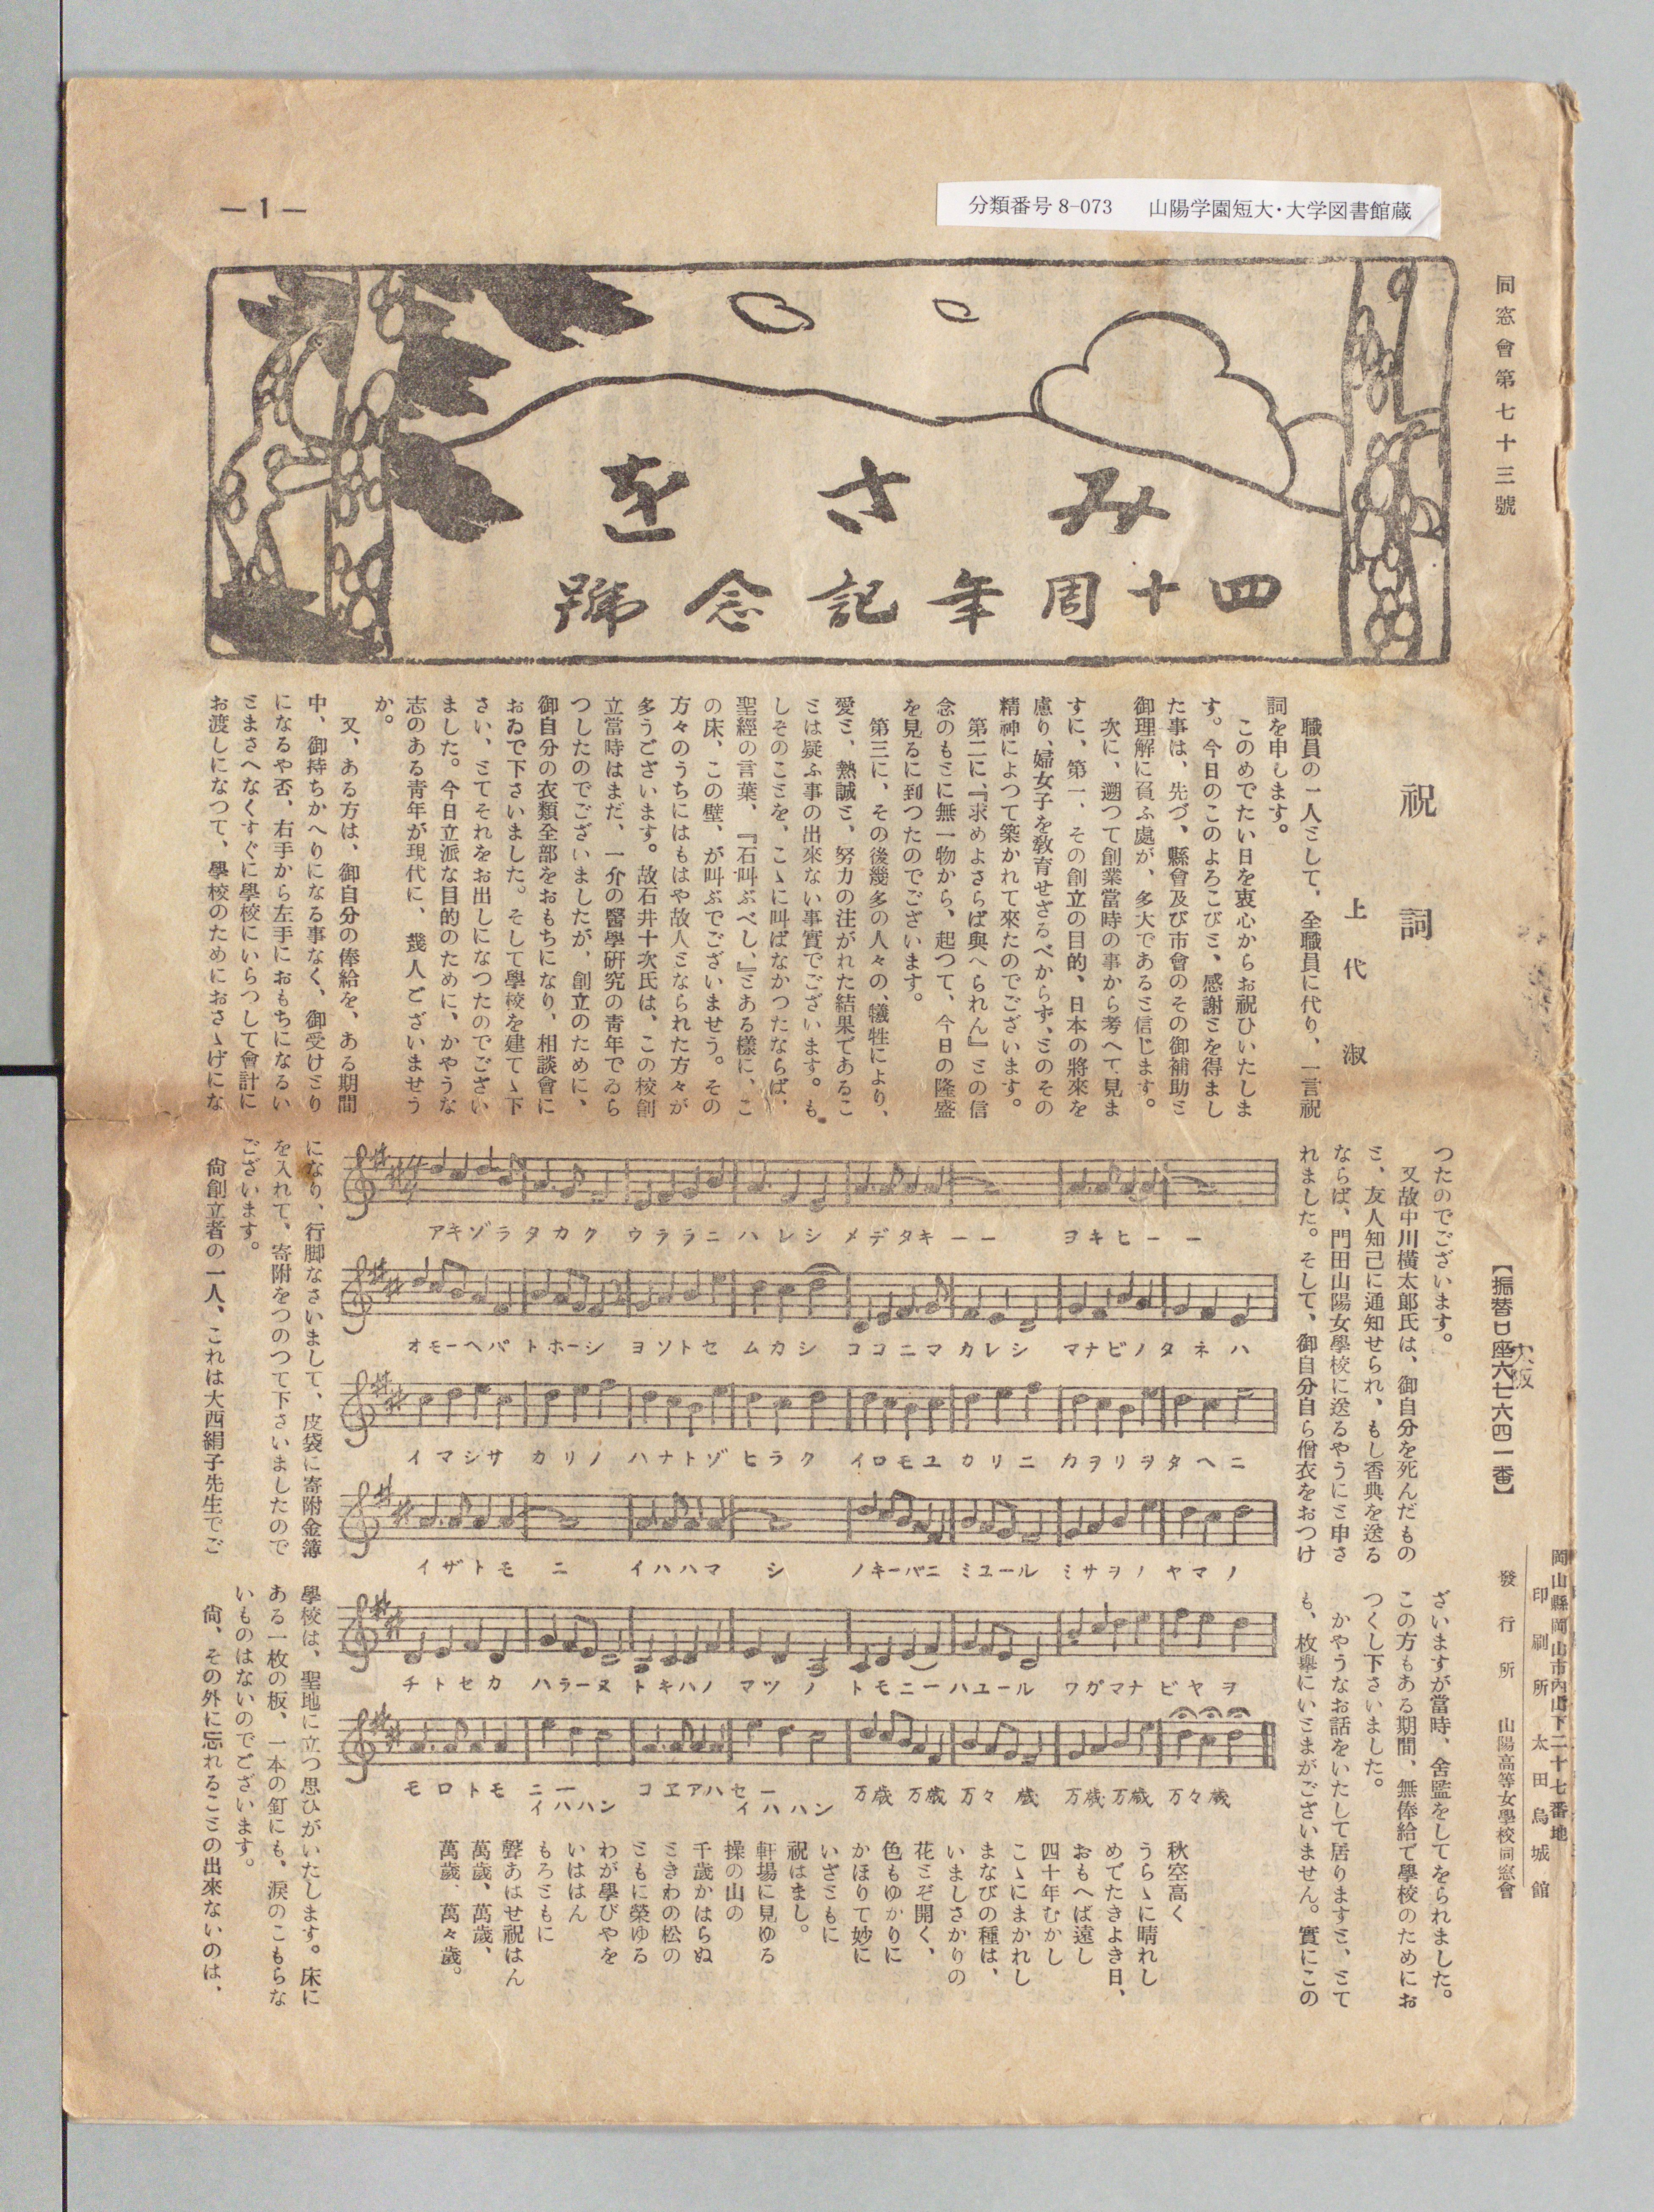 分類番号 8-073　山陽学園短大・大学図書館蔵
— 1 —
同窓會第七十三號
みさを
四十周年記念號
【振替口座六七六四一番】
大阪
岡山縣岡山市内山下二十七番地
印刷所　太田烏城館
發行所　山陽高等女學校同窓會
祝詞
上代淑
職員の一人ミして、全職員に代り、一言祝
詞を申します。
このめでたい日を衷心からお祝ひいたしま
す。今日のこのよろこびミ、感謝ミを得まし
た事は、先づ、縣會及び市會のその御補助ミ
御理解に負ふ處が、多大であるミ信じます。
次に、遡つて創業當時の事から考へて見ま
すに、第一、その創立の目的、日本の將來を
慮り、婦女子を敎育せざるべからず、ミのその
精神によつて築かれて來たのでございます。
第二に、『求めよさらば與へられん』ミの信
念のもミに無一物から、起つて、今日の隆盛
を見るに到つたのでございます。
第三に、その後幾多の人々の、犠牲により、
愛ミ、熱誠ミ、努力の注がれた結果であるこ
ミは疑ふ事の出來ない事實でございます。も
しそのこミを、こゝに叫ばなかつたならば、
聖經の言葉、『石叫ぶべし、』ミある樣に、こ
の床、この壁、が叫ぶでございませう。その
方々のうちにはもはや故人ミなられた方々が
多うございます。故石井十次氏は、この校創
立當時はまだ、一介の醫學研究の靑年でゐら
つしたのでございましたが、創立のために、
御自分の衣類全部をおもちになり、相談會に
おゐで下さいました。そして學校を建てゝ下
さい、ミてそれをお出しになつたのでござい
ました。今日立派な目的のために、かやうな
志のある靑年が現代に、幾人ございませう
か。
又、ある方は、御自分の俸給を、ある期間
中、御持ちかへりになる事なく、御受けミり
になるや否、右手から左手におもちになるい
ミまさへなくすぐに學校にいらつして會計に
お渡しになつて、學校のためにおさゝげにな
つたのでございます。
又故中川橫太郎氏は、御自分を死んだもの
ミ、友人知己に通知せられ、もし香典を送る
ならば、門田山陽女學校に送るやうにミ申さ
れました。そして、御自分自ら僧衣をおつけ
になり、行脚なさいまして、皮袋に寄附金簿
を入れて、寄附をつのつて下さいましたので
ございます。
尙創立者の一人、これは大西絹子先生でご
ざいますが當時、舍監をしてをられました。
この方もある期間、無俸給で學校のためにお
つくし下さいました。
かやうなお話をいたして居りますミ、ミて
も、枚擧にいミまがございません。實にこの
學校は、聖地に立つ思ひがいたします。床に
ある一枚の板、一本の釘にも、淚のこもらな
いものはないのでございます。
尙、その外に忘れるこミの出來ないのは、
アキゾラタカク　ウララニハレシ　メデタキーー　ヨキヒーー
オモーヘバトホーシ　ヨソトセムカシ　ココニマカレシ　マナビノタネハ
イマシサカリノ　ハナトゾヒラク　イロモユカリニ　カヲリヲタヘニ
イザトモニ　イハハマシ　ノキーバニミユール　ミサヲノヤマノ
チトセカハラーヌ　トキハノマツノ　トモニーハユール　ワガマナビヤヲ
モロトモニー　コヱアハセー　万歳 万歳 万々歳　万歳 万歳 万々歳
イハハン　イハハン
秋空高く
うらゝに晴れし
めでたきよき日、
おもへば遠し
四十年むかし
こゝにまかれし
まなびの種は、
いましさかりの
花ミぞ開く、
色もゆかりに
かほりて妙に
いざミもに
祝はまし。
軒場に見ゆる
操の山の
千歳かはらぬ
ミきわの松の
ミもに榮ゆる
わが學びやを
いははん
もろミもに
聲あはせ祝はん
萬歲、萬歲、
萬歲、萬々歲。